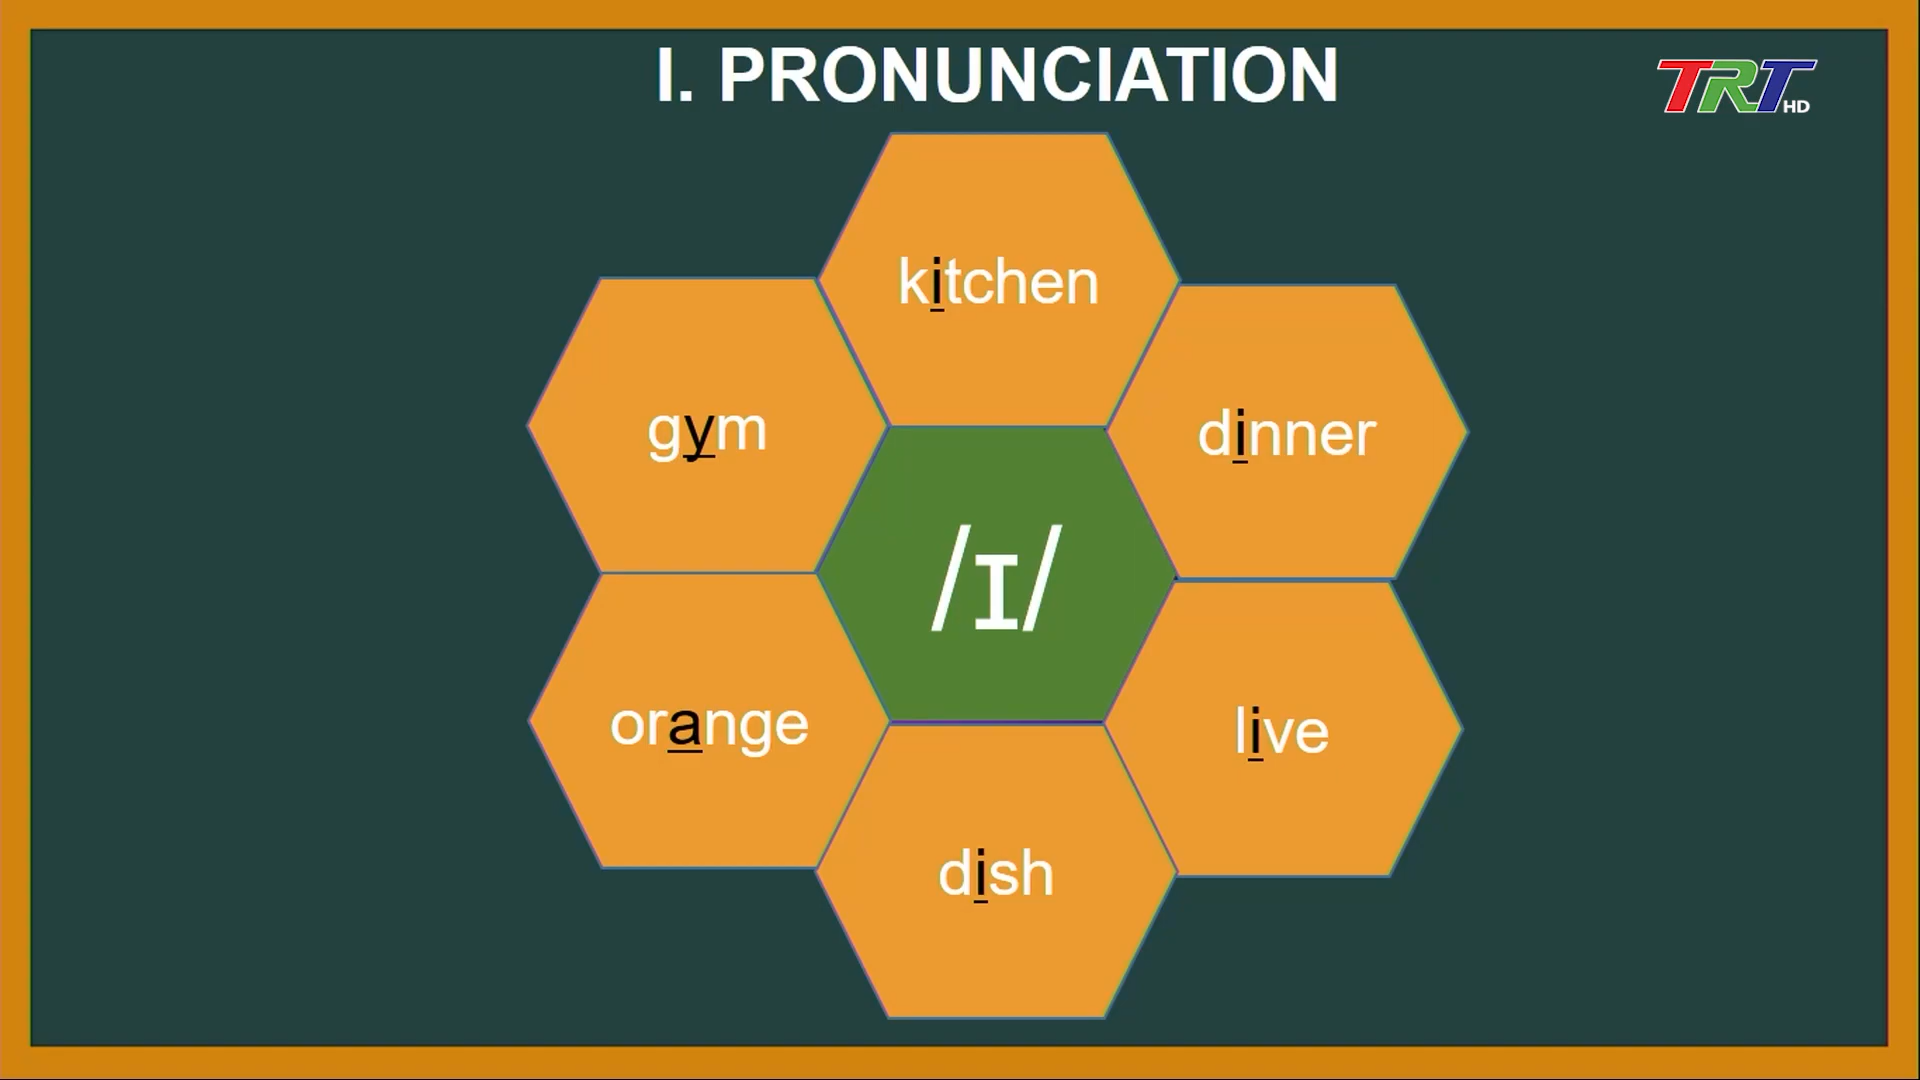 I. PRONUNCIATION
TRT HD
kitchen
gym
dinner
/ɪ/
orange
live
dish